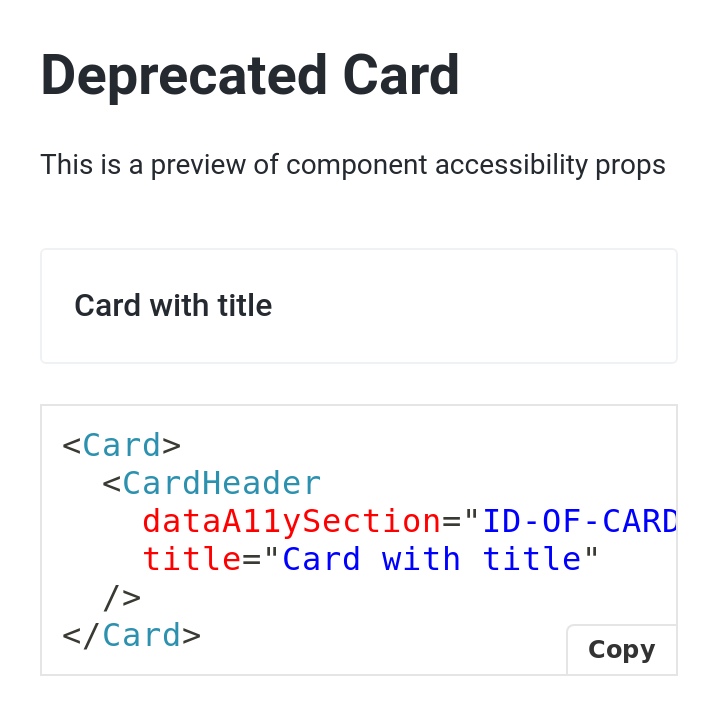 Deprecated Card
This is a preview of component accessibility props
Card with title
<Card>
  <CardHeader
    dataA11ySection="ID-OF-CARD
    title="Card with title"
  />
</Card>
Copy